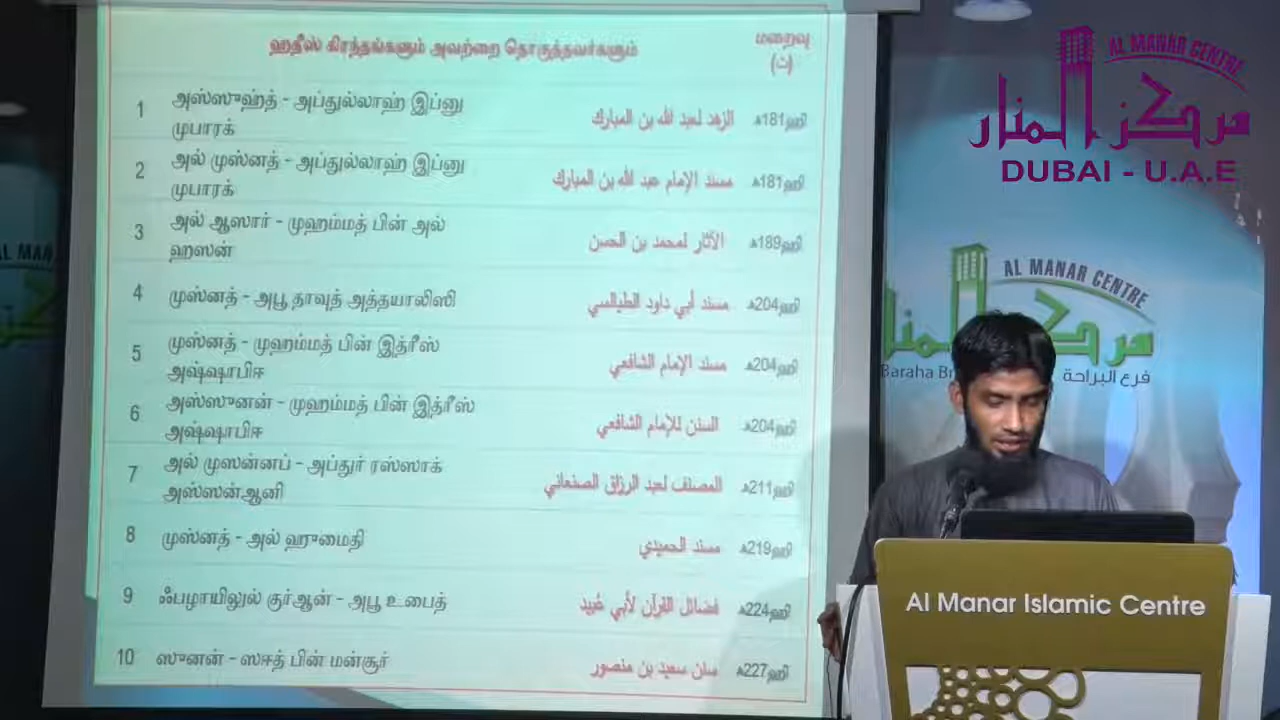 ஹதீஸ் கிரந்தங்களும் அவற்றை தொகுத்தவர்களும்
மறைவு
(ت)
1 அஸ்ஸுஹ்த் - அப்துல்லாஹ் இப்னு முபாரக் الزهد لعبد الله بن المبارك 181ஹி
2 அல் முஸ்னத் - அப்துல்லாஹ் இப்னு முபாரக் مسند الإمام عبد الله بن المبارك 181ஹி
3 அல் ஆஸார் - முஹம்மத் பின் அல் ஹஸன் الآثار لمحمد بن الحسن 189ஹி
4 முஸ்னத் - அபூ தாவுத் அத்தயாலிஸி مسند أبي داود الطيالسي 204ஹி
5 முஸ்னத் - முஹம்மத் பின் இத்ரீஸ் அஷ்ஷாபிஈ مسند الإمام الشافعي 204ஹி
6 அஸ்ஸுனன் - முஹம்மத் பின் இத்ரீஸ் அஷ்ஷாபிஈ السنن للإمام الشافعي 204ஹி
7 அல் முஸன்னப் - அப்துர் ரஸ்ஸாக் அஸ்ஸன்ஆனி المصنف لعبد الرزاق الصنعاني 211ஹி
8 முஸ்னத் - அல் ஹுமைதி مسند الحميدي 219ஹி
9 ஃபழாயிலுல் குர்ஆன் - அபூ உபைத் فضائل القرآن لأبي عبيد 224ஹி
10 ஸுனன் - ஸஈத் பின் மன்சூர் سنن سعيد بن منصور 227ஹி
AL MANAR CENTRE
مركز المنار
DUBAI - U.A.E
AL MANAR CENTRE
مركز المنار
Baraha
فرع البراحة
AL MAN
Al Manar Islamic Centre